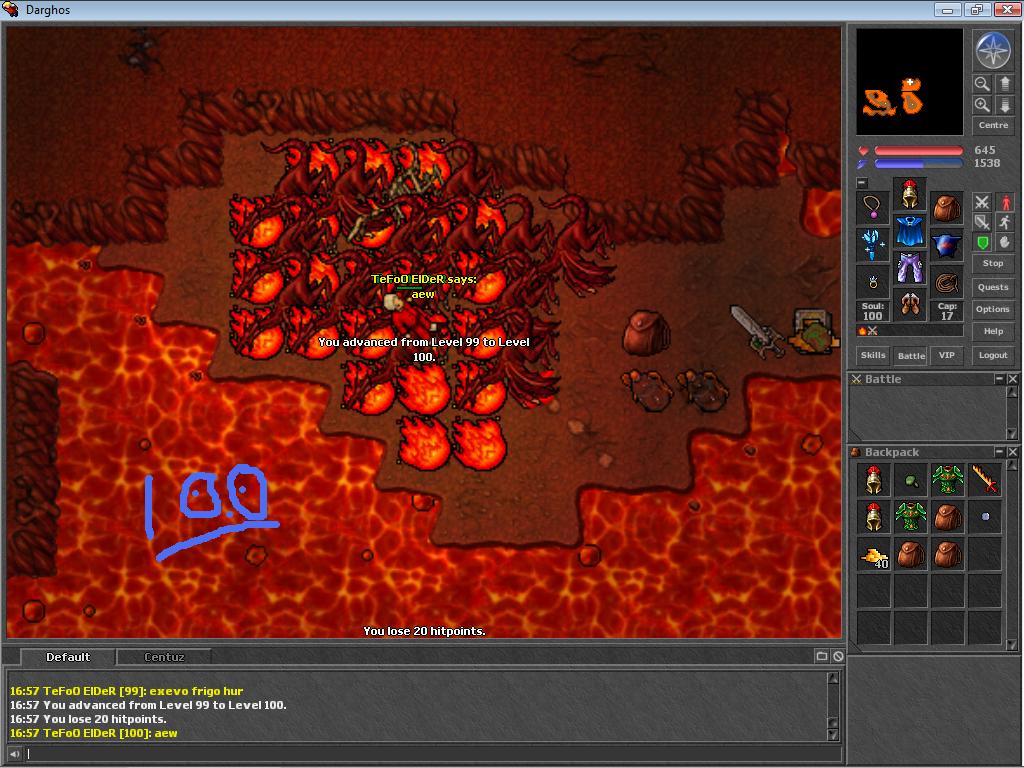 Darghos
Centre
645
1538
TeFoO ElDeR says:
aew
You advanced from Level 99 to Level
100.
Stop
Quests
Options
Help
Soul:
100
Cap:
17
Skills
Battle
VIP
Logout
Battle
Backpack
40
100
You lose 20 hitpoints.
Default
Centuz
16:57 TeFoO ElDeR [99]: exevo frigo hur
16:57 You advanced from Level 99 to Level 100.
16:57 You lose 20 hitpoints.
16:57 TeFoO ElDeR [100]: aew